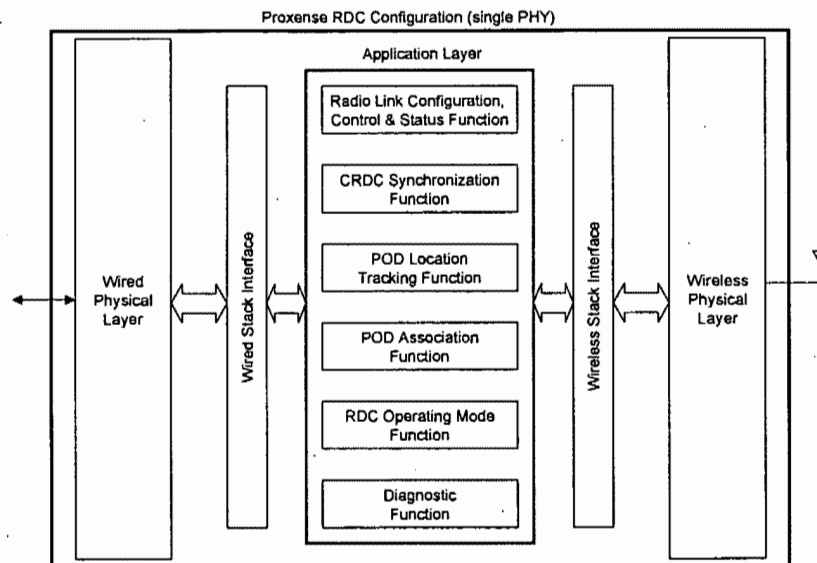 Proxense RDC Configuration (single PHY)
Application Layer
Radio Link Configuration,
Control & Status Function
CRDC Synchronization
Function
POD Location
Tracking Function
POD Association
Function
RDC Operating Mode
Function
Diagnostic
Function
Wired
Physical
Layer
Wired Stack Interface
Wireless Stack Interface
Wireless
Physical
Layer